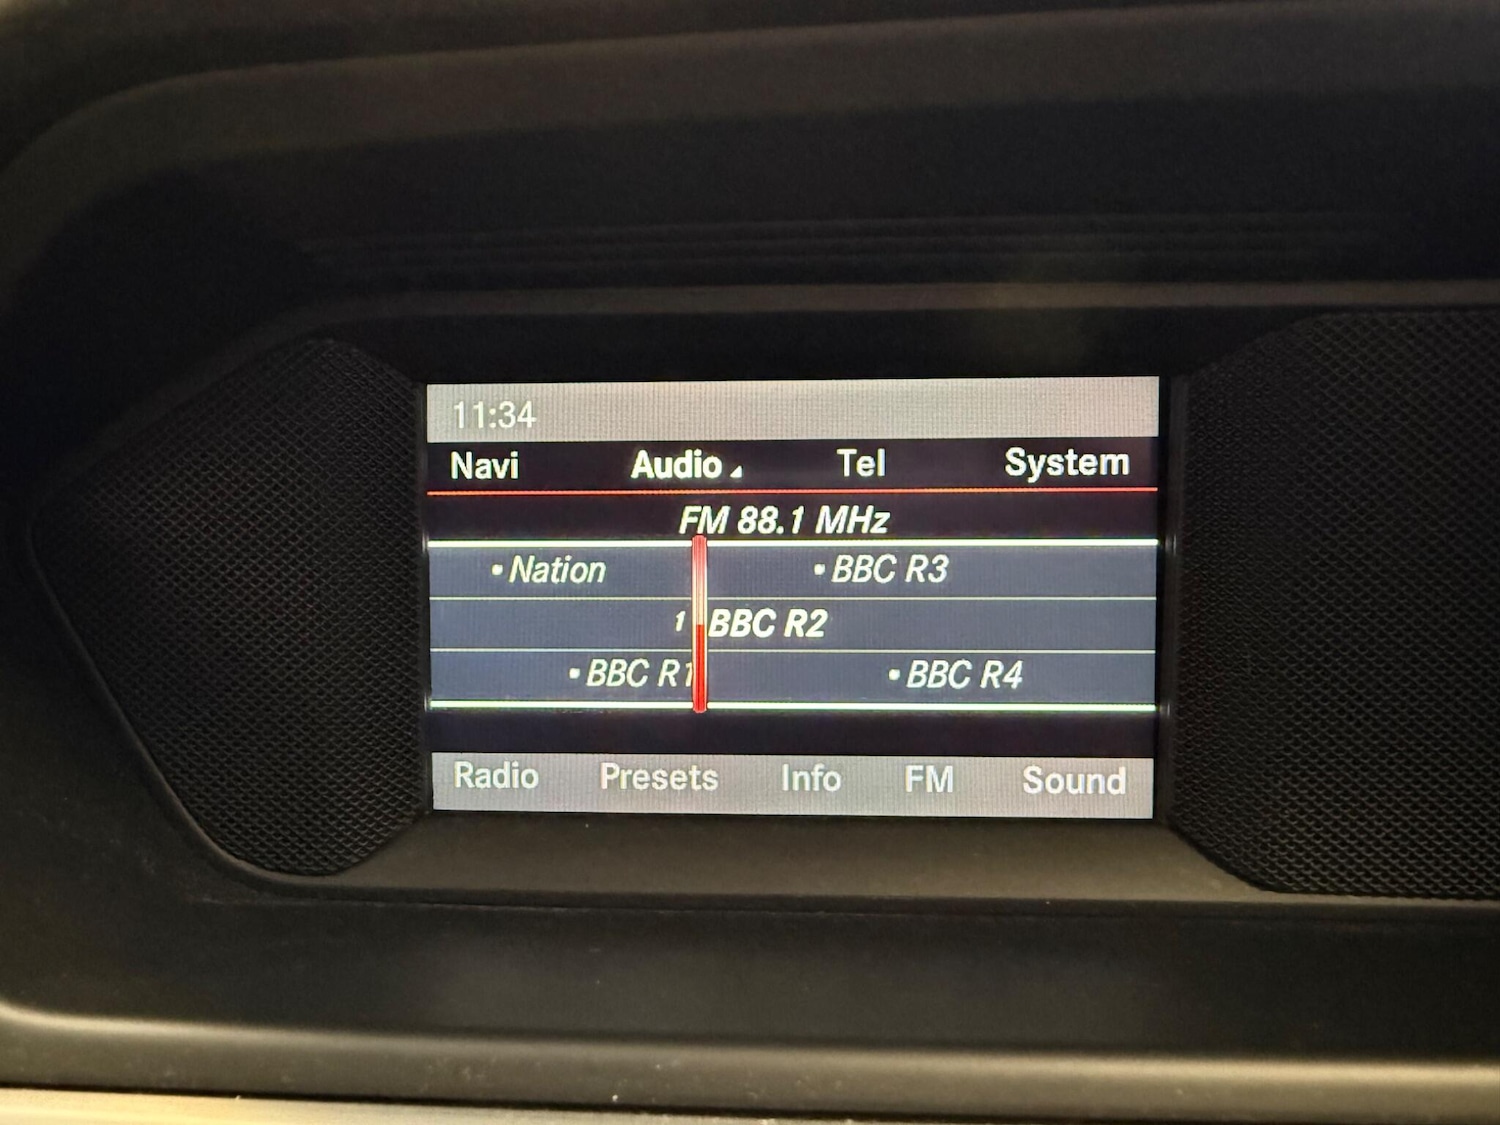 11:34
Navi Audio Tel System
FM 88.1 MHz
• Nation • BBC R3
1 BBC R2
• BBC R1 • BBC R4
Radio Presets Info FM Sound